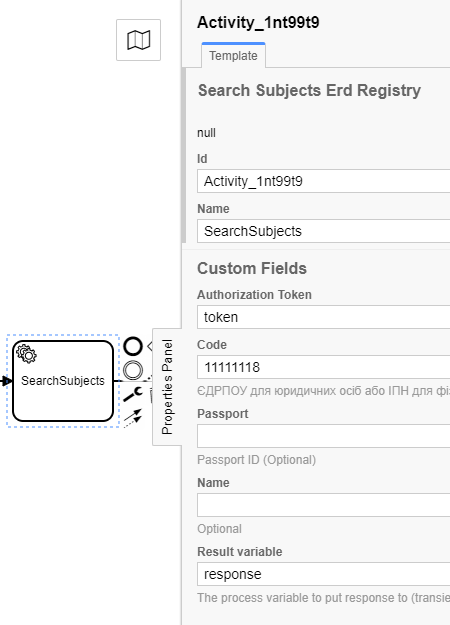 Activity_1nt99t9
Template
Search Subjects Erd Registry
null
Id
Activity_1nt99t9
Name
SearchSubjects
Custom Fields
Authorization Token
token
Code
11111118
ЄДРПОУ для юридичних осіб або ІПН для фі
Passport
Passport ID (Optional)
Name
Optional
Result variable
response
The process variable to put response to (transie
SearchSubjects
Properties Panel